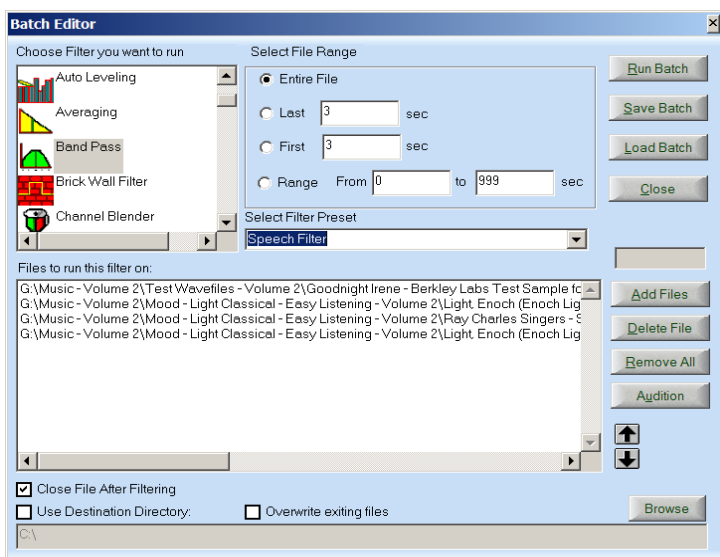 Batch Editor
Choose Filter you want to run
Select File Range
Auto Leveling
Averaging
Band Pass
Brick Wall Filter
Channel Blender
Entire File
Last 3 sec
First 3 sec
Range From 0 to 999 sec
Select Filter Preset
Speech Filter
Run Batch
Save Batch
Load Batch
Close
Files to run this filter on:
G:\Music - Volume 2\Test Wavefiles - Volume 2\Goodnight Irene - Berkley Labs Test Sample fo
G:\Music - Volume 2\Mood - Light Classical - Easy Listening - Volume 2\Light, Enoch (Enoch Lig
G:\Music - Volume 2\Mood - Light Classical - Easy Listening - Volume 2\Ray Charles Singers - S
G:\Music - Volume 2\Mood - Light Classical - Easy Listening - Volume 2\Light, Enoch (Enoch Lig
Add Files
Delete File
Remove All
Audition
Close File After Filtering
Use Destination Directory:
Overwrite exiting files
Browse
C:\